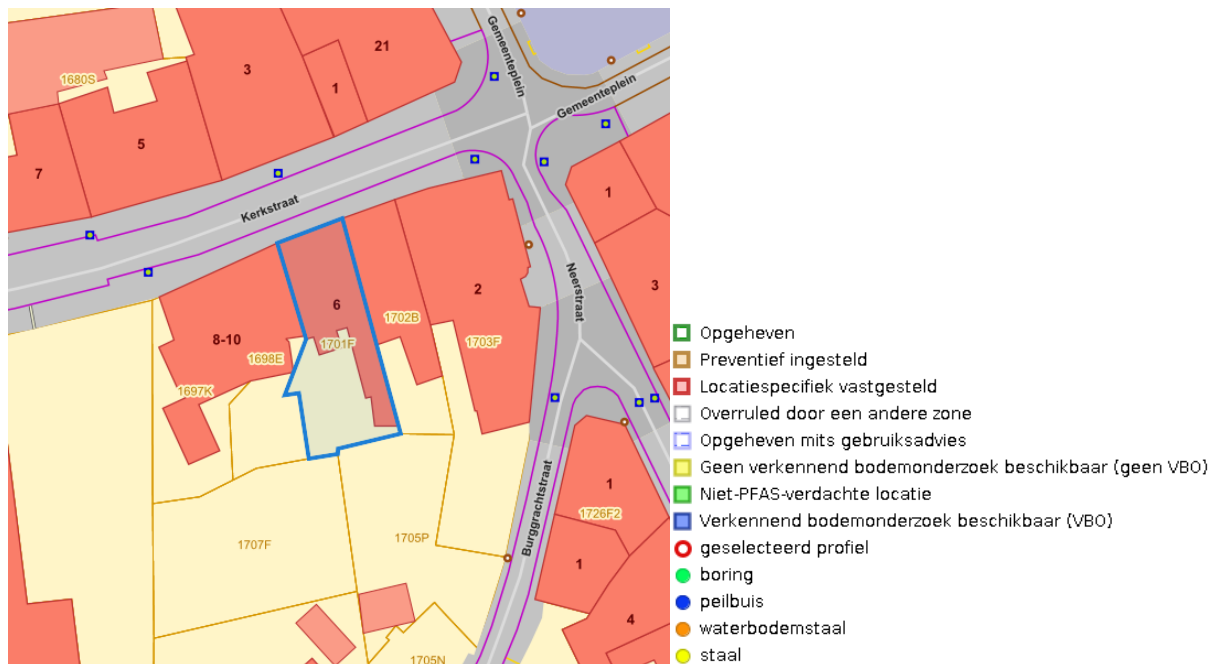 21
Gemeenteplein
3
1680S
1
Gemeenteplein
5
7
1
Kerkstraat
Neerstraat
3
2
6
1702B
8-10
1701F
1703F
1698E
1697K
Burggrachtstraat
1
1726F2
1707F
1705P
1
4
1705N
Opgeheven
Preventief ingesteld
Locatiespecifiek vastgesteld
Overruled door een andere zone
Opgeheven mits gebruiksadvies
Geen verkennend bodemonderzoek beschikbaar (geen VBO)
Niet-PFAS-verdachte locatie
Verkennend bodemonderzoek beschikbaar (VBO)
geselecteerd profiel
boring
peilbuis
waterbodemstaal
staal